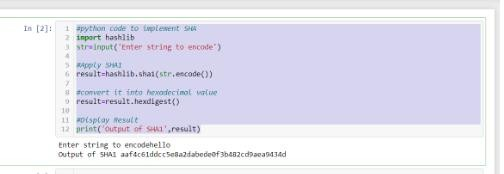 In [2]:
1 #python code to implement SHA
2 import hashlib
3 str=input('Enter string to encode')
4
5 #Apply SHA1
6 result=hashlib.sha1(str.encode())
7
8 #convert it into hexadecimal value
9 result=result.hexdigest()
10
11 #Display Result
12 print('Output of SHA1',result)
Enter string to encodehello
Output of SHA1 aaf4c61ddcc5e8a2dabede0f3b482cd9aea9434d